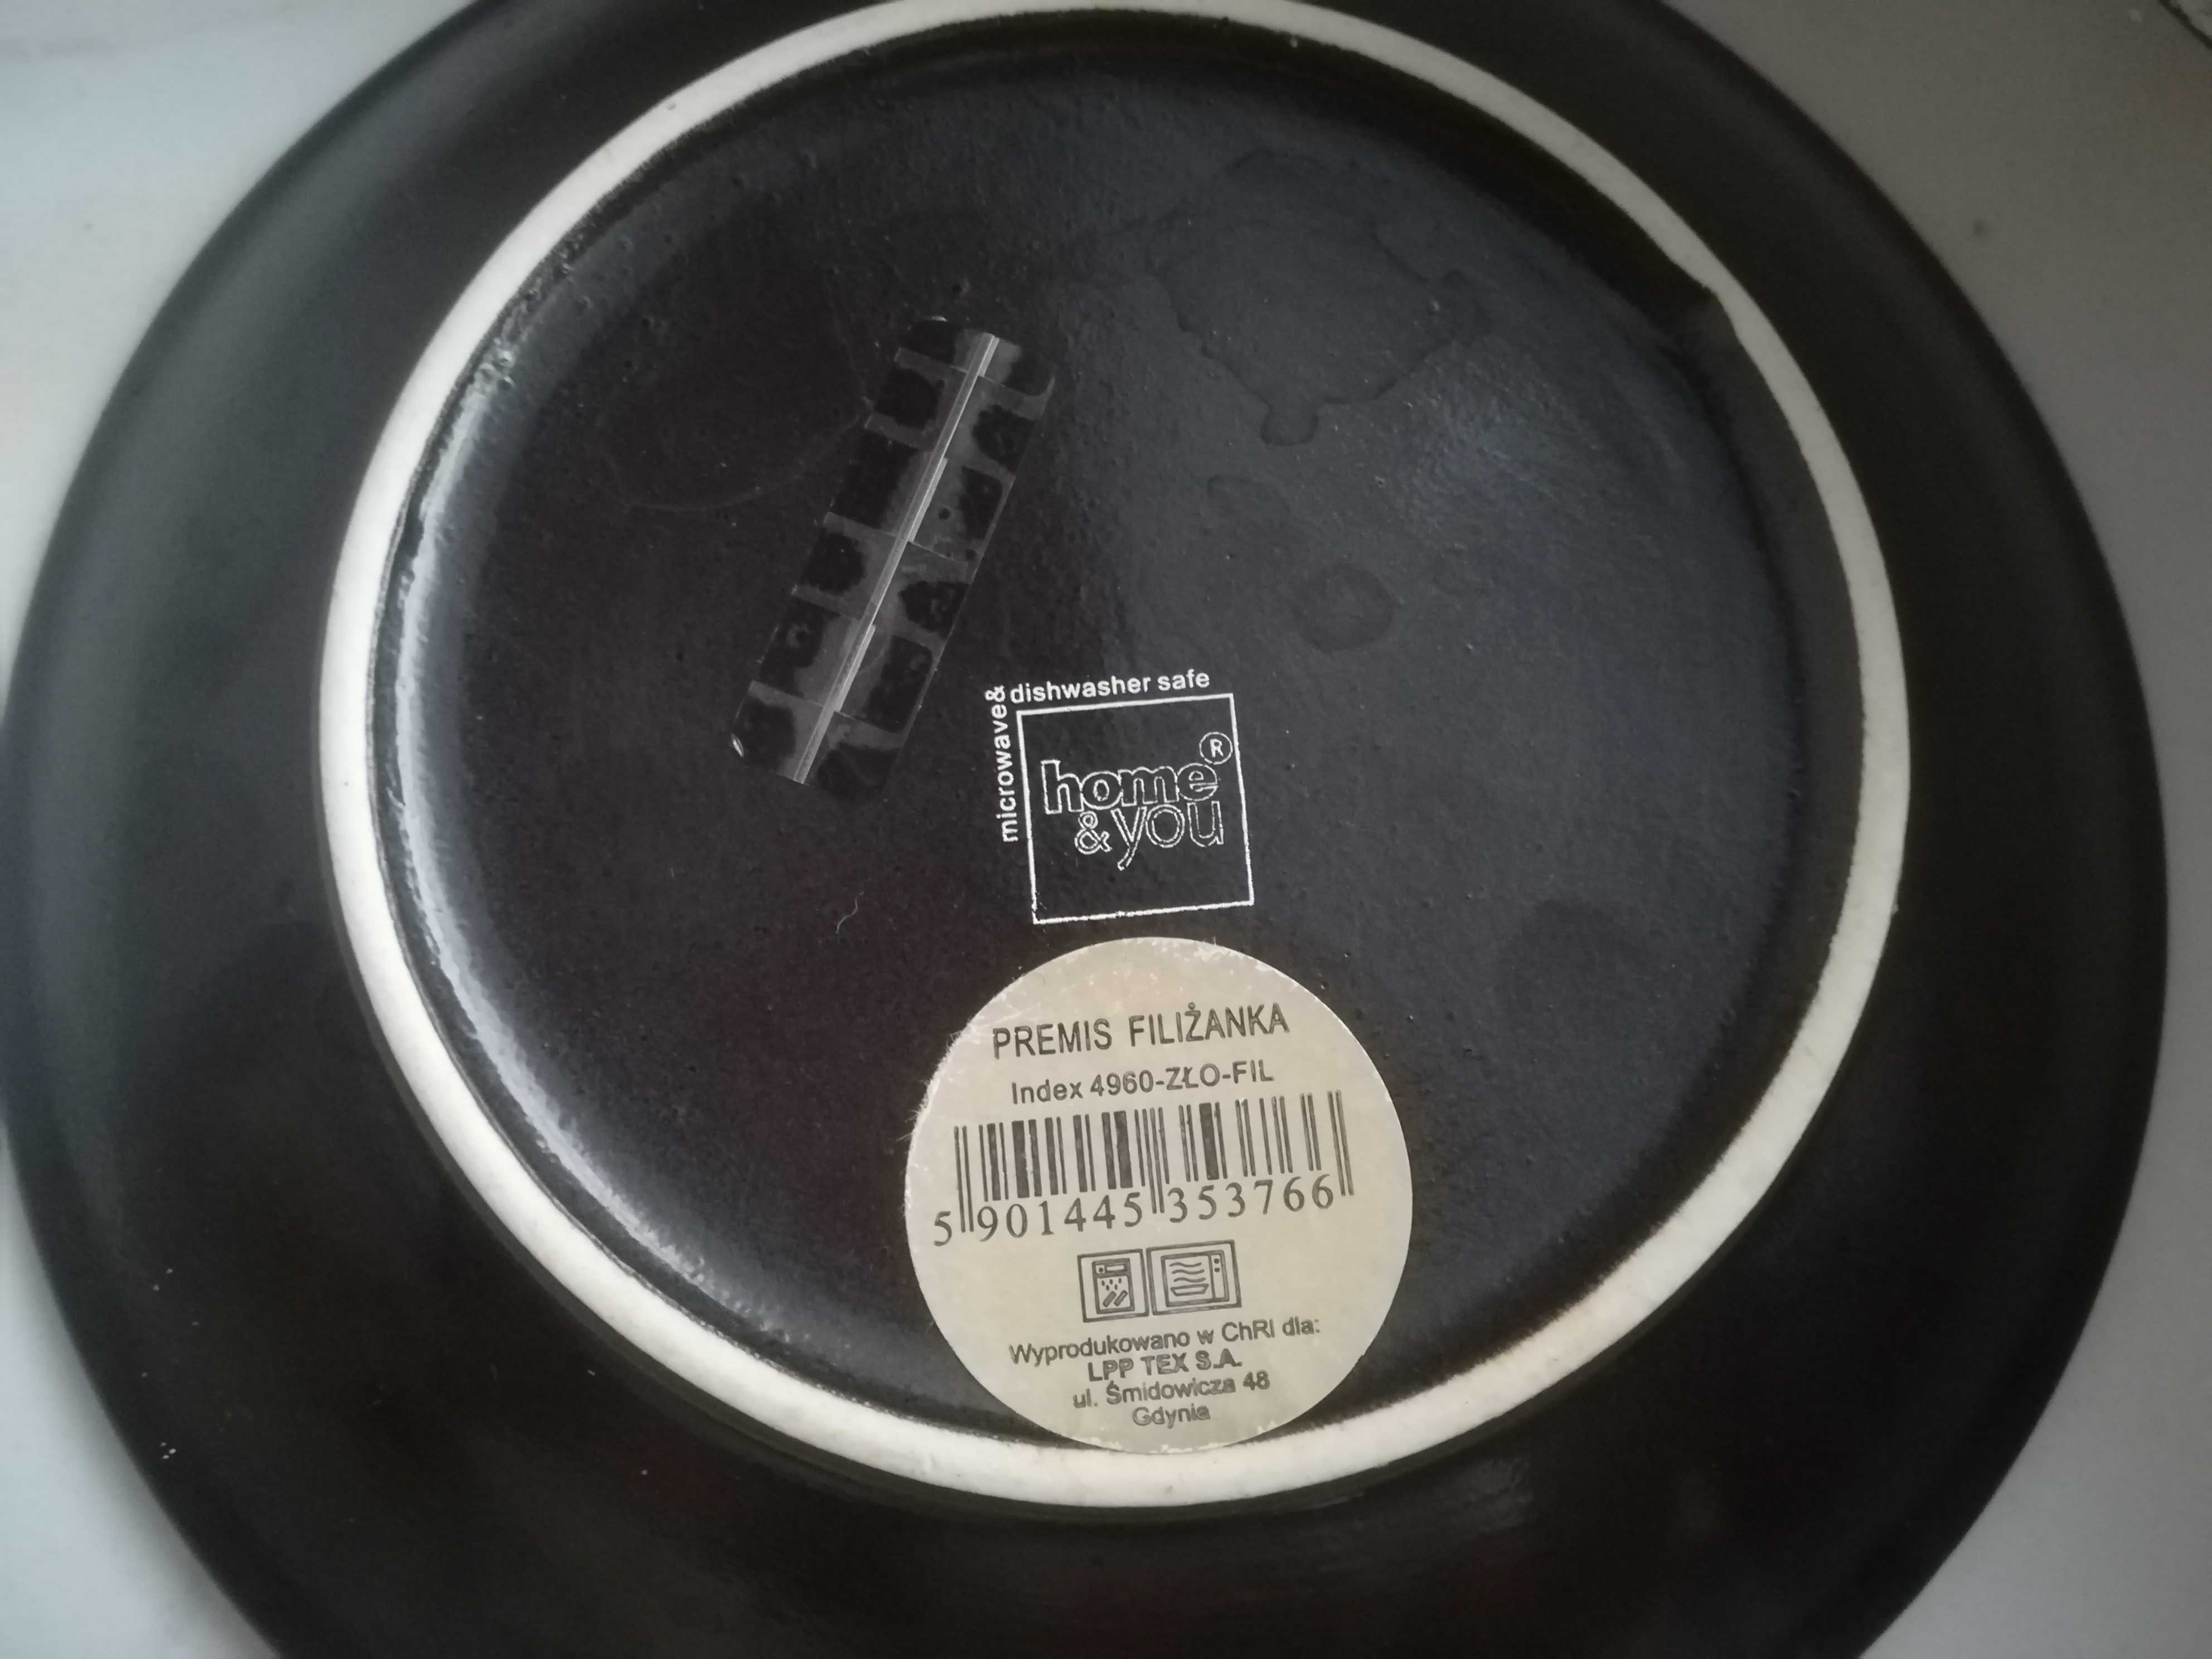 microwave& dishwasher safe
home®
&you
PREMIS FILIŻANKA
Index 4960-ZŁO-FIL
5 901445 353766
Wyprodukowano w ChRl dla:
LPP TEX S.A.
ul. Śmidowicza 48
Gdynia